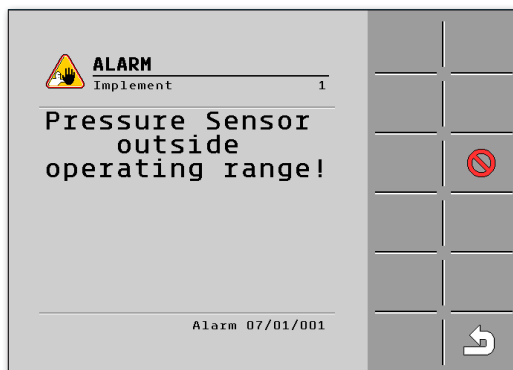 ALARM
Implement 1
Pressure Sensor
outside
operating range!
Alarm 07/01/001